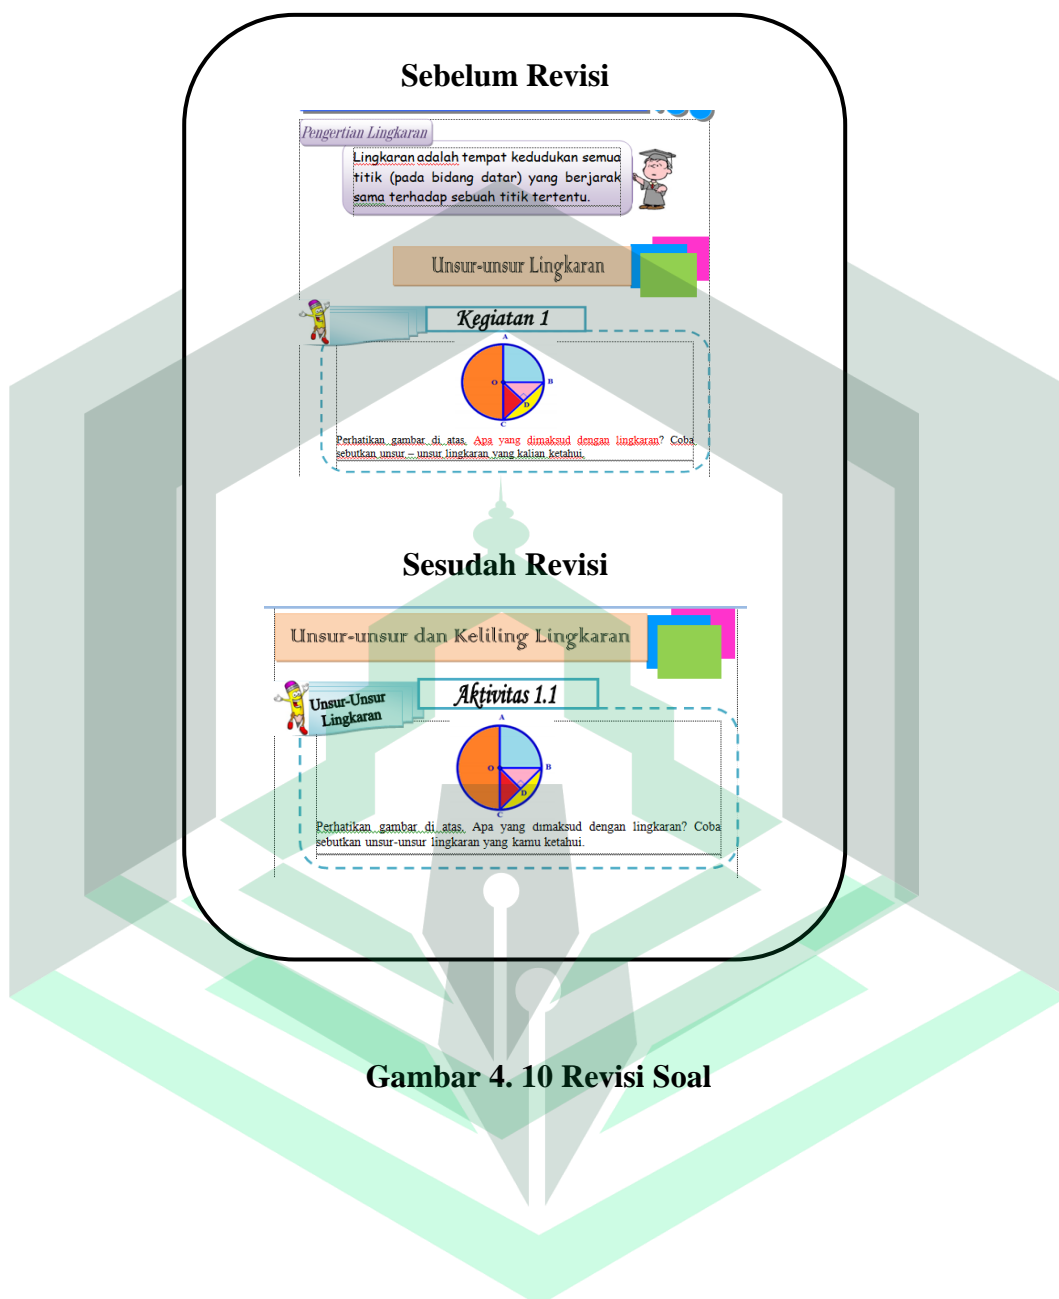 Sebelum Revisi
Pengertian Lingkaran
Lingkaran adalah tempat kedudukan semua
titik (pada bidang datar) yang berjarak
sama terhadap sebuah titik tertentu.
Unsur-unsur Lingkaran
Kegiatan 1
A
O
B
D
C
Perhatikan gambar di atas. Apa yang dimaksud dengan lingkaran? Coba
sebutkan unsur – unsur lingkaran yang kalian ketahui.
Sesudah Revisi
Unsur-unsur dan Keliling Lingkaran
Unsur-Unsur
Lingkaran
Aktivitas 1.1
A
O
B
D
C
Perhatikan gambar di atas. Apa yang dimaksud dengan lingkaran? Coba
sebutkan unsur-unsur lingkaran yang kamu ketahui.
Gambar 4. 10 Revisi Soal